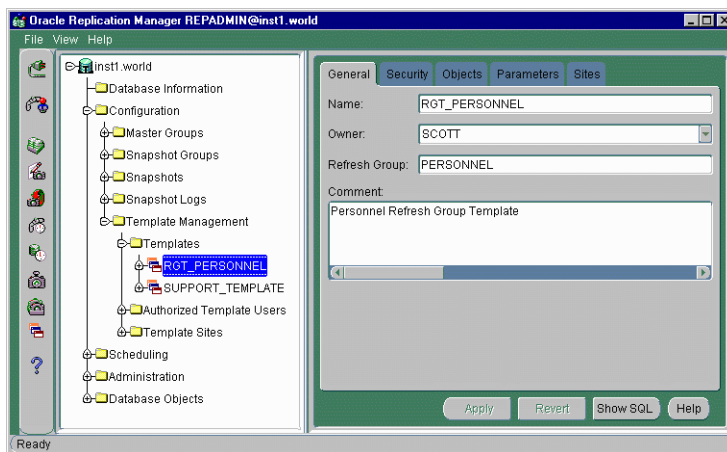 Oracle Replication Manager REPADMIN@inst1.world
File View Help
inst1.world
Database Information
Configuration
Master Groups
Snapshot Groups
Snapshots
Snapshot Logs
Template Management
Templates
RGT_PERSONNEL
SUPPORT_TEMPLATE
Authorized Template Users
Template Sites
Scheduling
Administration
Database Objects
General Security Objects Parameters Sites
Name: RGT_PERSONNEL
Owner: SCOTT
Refresh Group: PERSONNEL
Comment:
Personnel Refresh Group Template
Apply Revert Show SQL Help
Ready